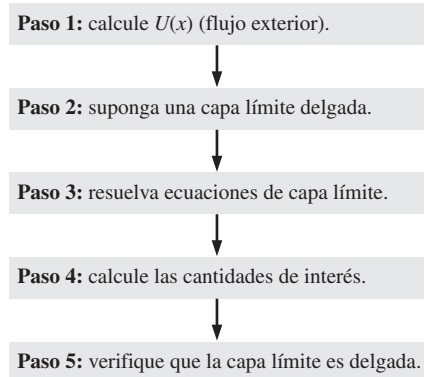 Paso 1: calcule U(x) (flujo exterior).
Paso 2: suponga una capa límite delgada.
Paso 3: resuelva ecuaciones de capa límite.
Paso 4: calcule las cantidades de interés.
Paso 5: verifique que la capa límite es delgada.